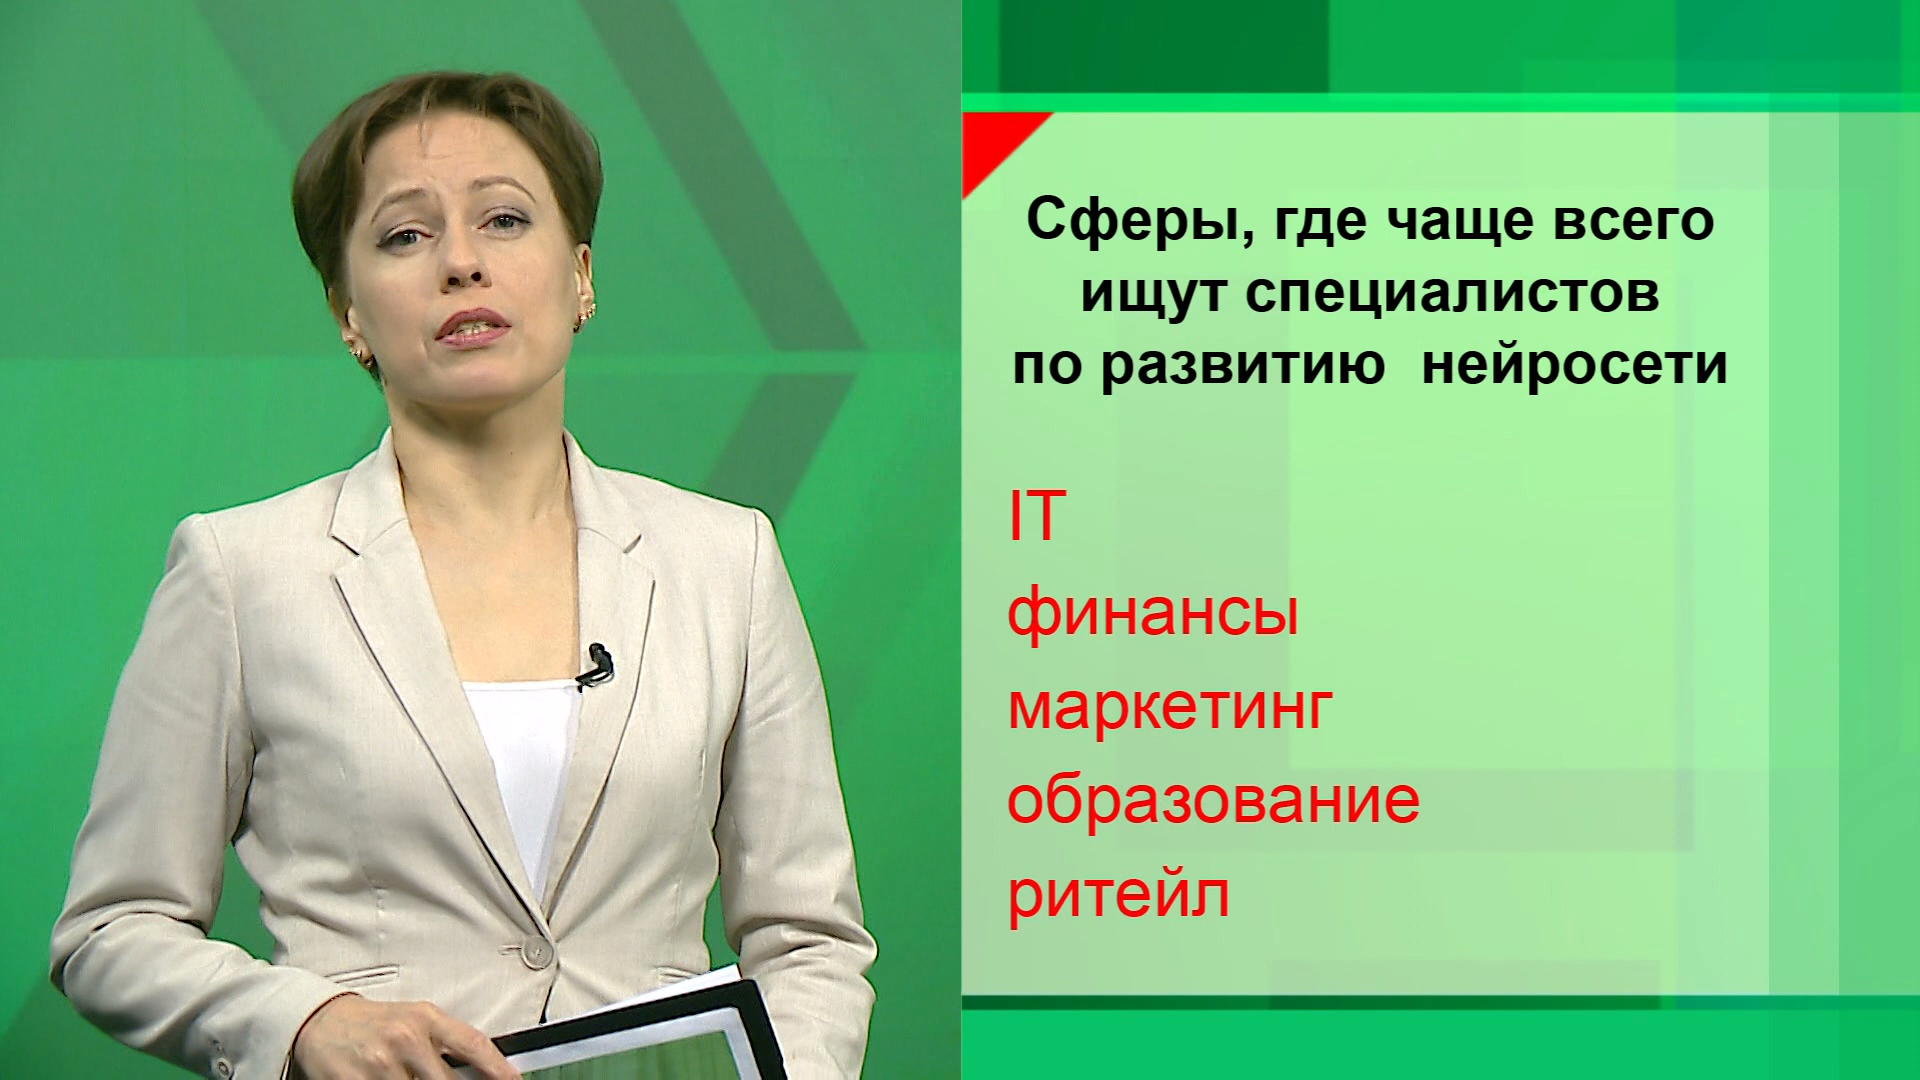 Сферы, где чаще всего
ищут специалистов
по развитию  нейросети
IT
финансы
маркетинг
образование
ритейл